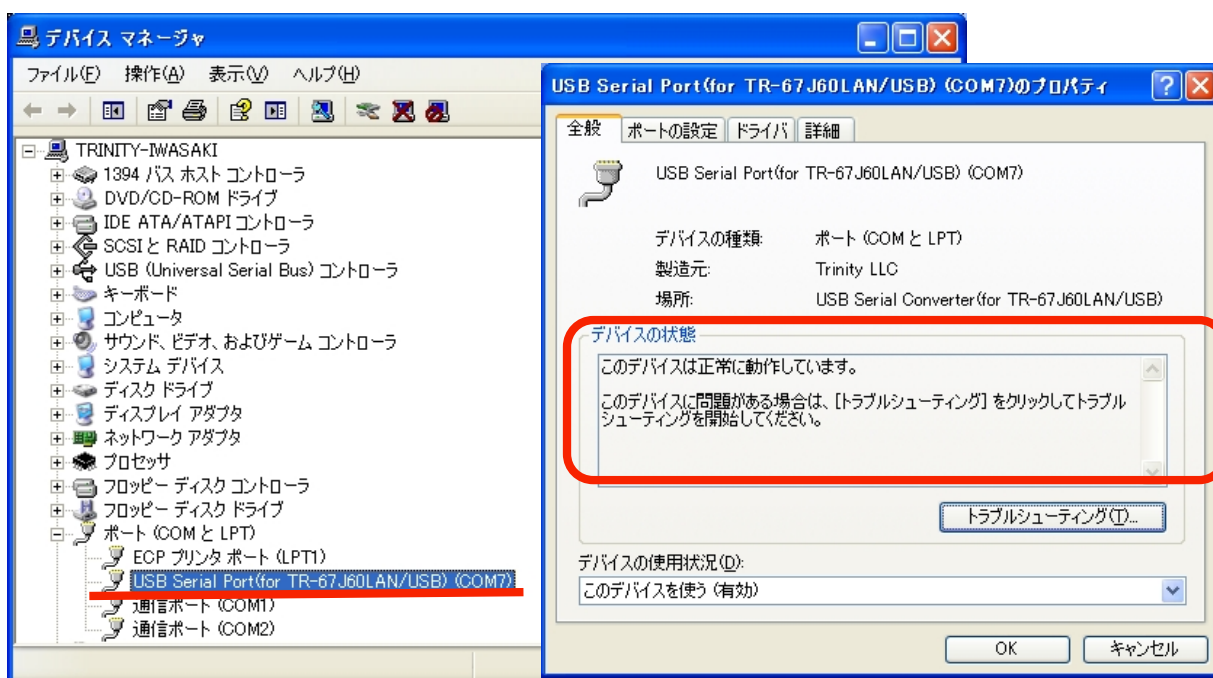 デバイス マネージャ
ファイル(F) 操作(A) 表示(V) ヘルプ(H)
TRINITY-IWASAKI
1394 バス ホスト コントローラ
DVD/CD-ROM ドライブ
IDE ATA/ATAPI コントローラ
SCSI と RAID コントローラ
USB (Universal Serial Bus) コントローラ
キーボード
コンピュータ
サウンド、ビデオ、およびゲーム コントローラ
システム デバイス
ディスク ドライブ
ディスプレイ アダプタ
ネットワーク アダプタ
プロセッサ
フロッピー ディスク コントローラ
フロッピー ディスク ドライブ
ポート (COM と LPT)
ECP プリンタ ポート (LPT1)
USB Serial Port(for TR-67J60LAN/USB) (COM7)
通信ポート (COM1)
通信ポート (COM2)
USB Serial Port(for TR-67J60LAN/USB) (COM7)のプロパティ
全般 ポートの設定 ドライバ 詳細
USB Serial Port(for TR-67J60LAN/USB) (COM7)
デバイスの種類: ポート (COM と LPT)
製造元: Trinity LLC
場所: USB Serial Converter(for TR-67J60LAN/USB)
デバイスの状態
このデバイスは正常に動作しています。
このデバイスに問題がある場合は、[トラブルシューティング] をクリックしてトラブル
シューティングを開始してください。
トラブルシューティング(T)...
デバイスの使用状況(D):
このデバイスを使う (有効)
OK キャンセル